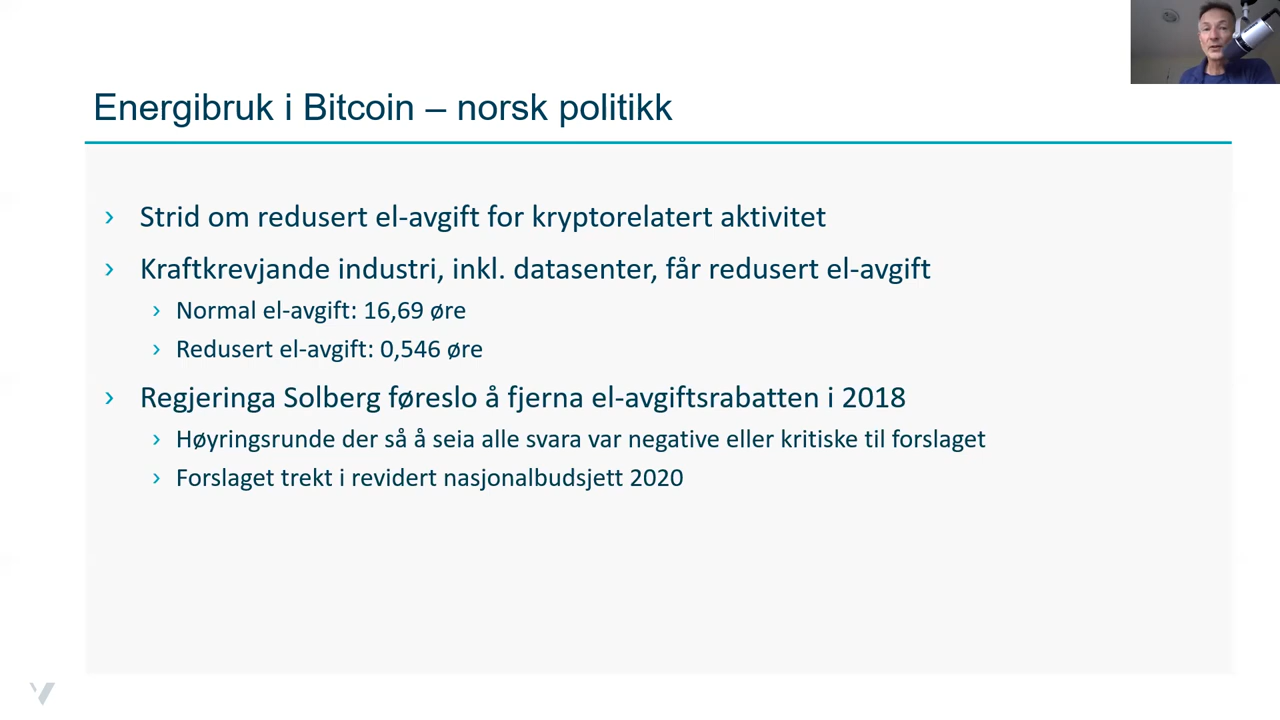 Energibruk i Bitcoin – norsk politikk
› Strid om redusert el-avgift for kryptorelatert aktivitet
› Kraftkrevjande industri, inkl. datasenter, får redusert el-avgift
› Normal el-avgift: 16,69 øre
› Redusert el-avgift: 0,546 øre
› Regjeringa Solberg føreslo å fjerna el-avgiftsrabatten i 2018
› Høyringsrunde der så å seia alle svara var negative eller kritiske til forslaget
› Forslaget trekt i revidert nasjonalbudsjett 2020